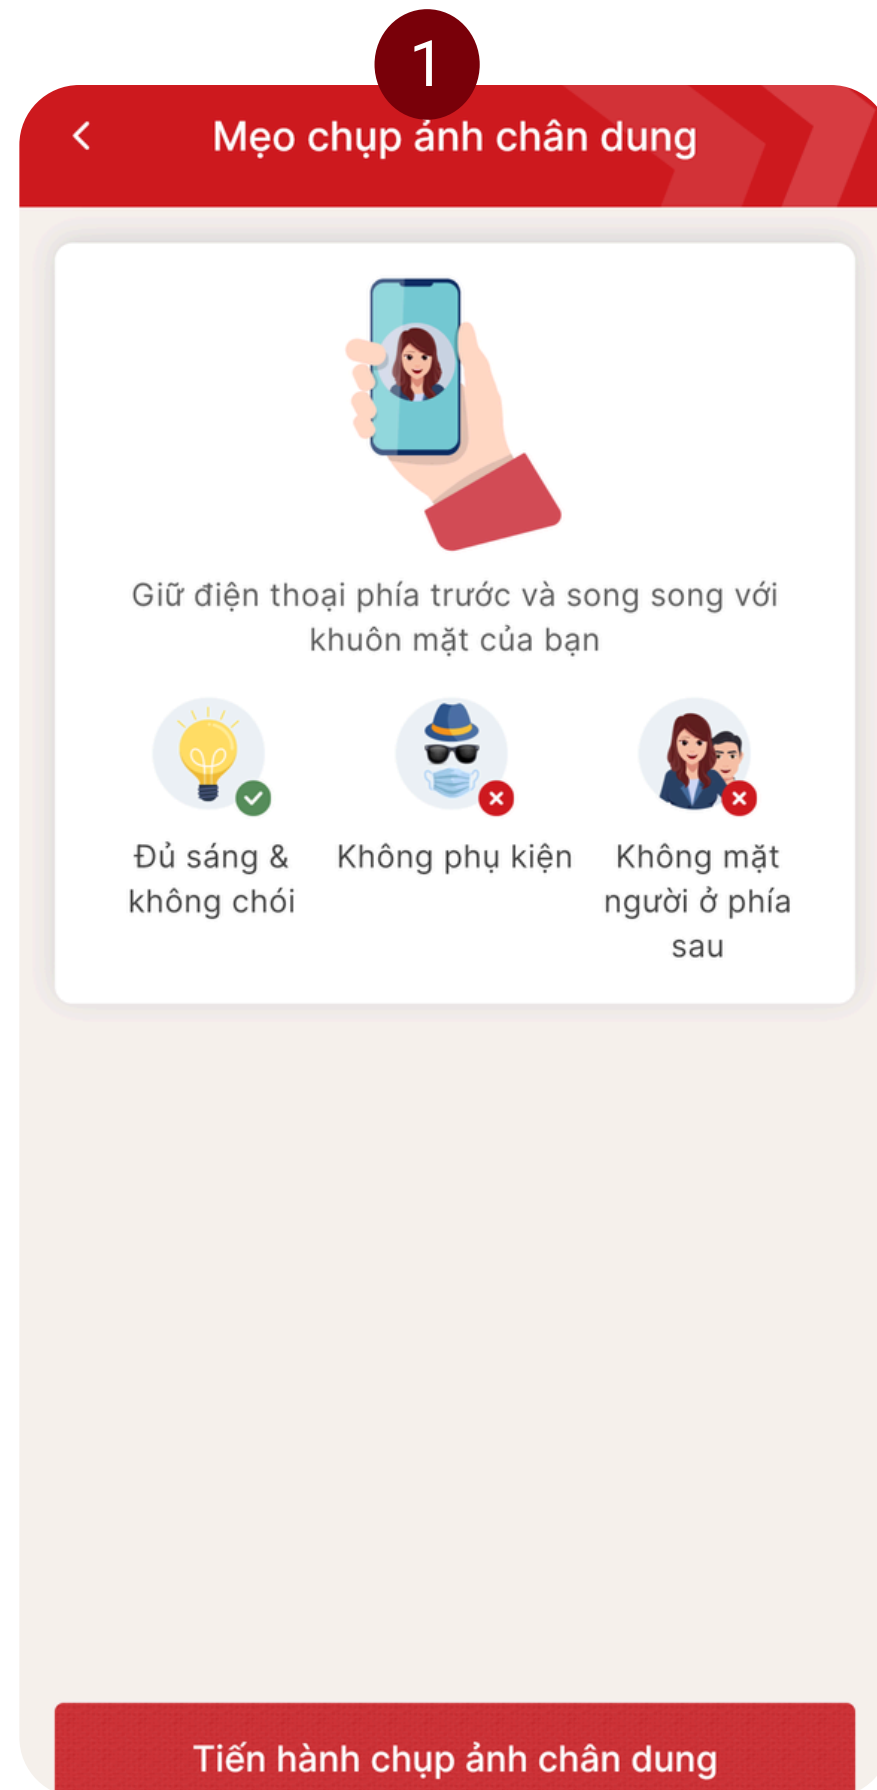 1
Mẹo chụp ảnh chân dung
Giữ điện thoại phía trước và song song với
khuôn mặt của bạn
Đủ sáng &
không chói
Không phụ kiện
Không mặt
người ở phía
sau
Tiến hành chụp ảnh chân dung